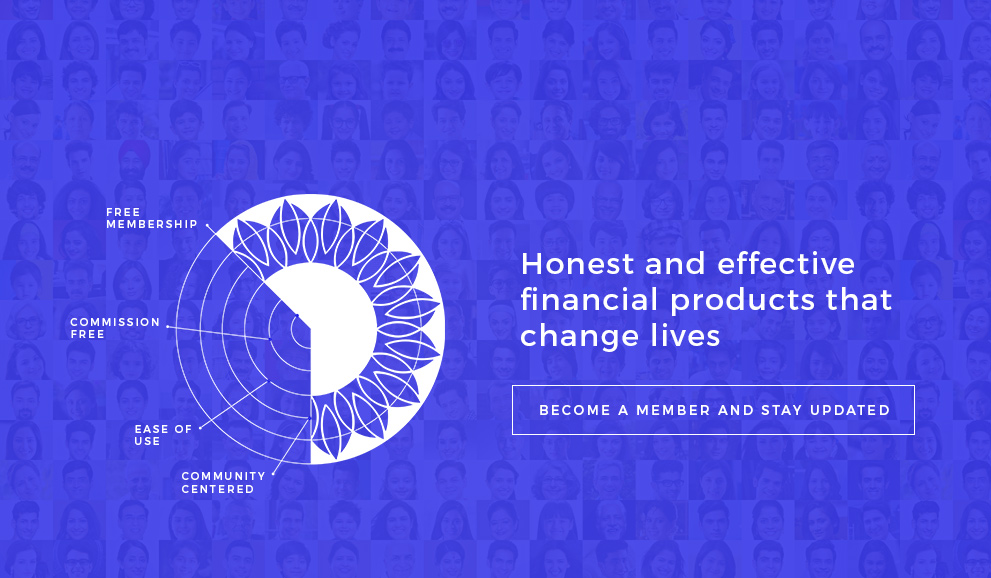 FREE
MEMBERSHIP
COMMISSION
FREE
EASE OF
USE
COMMUNITY
CENTERED
Honest and effective
financial products that
change lives
BECOME A MEMBER AND STAY UPDATED